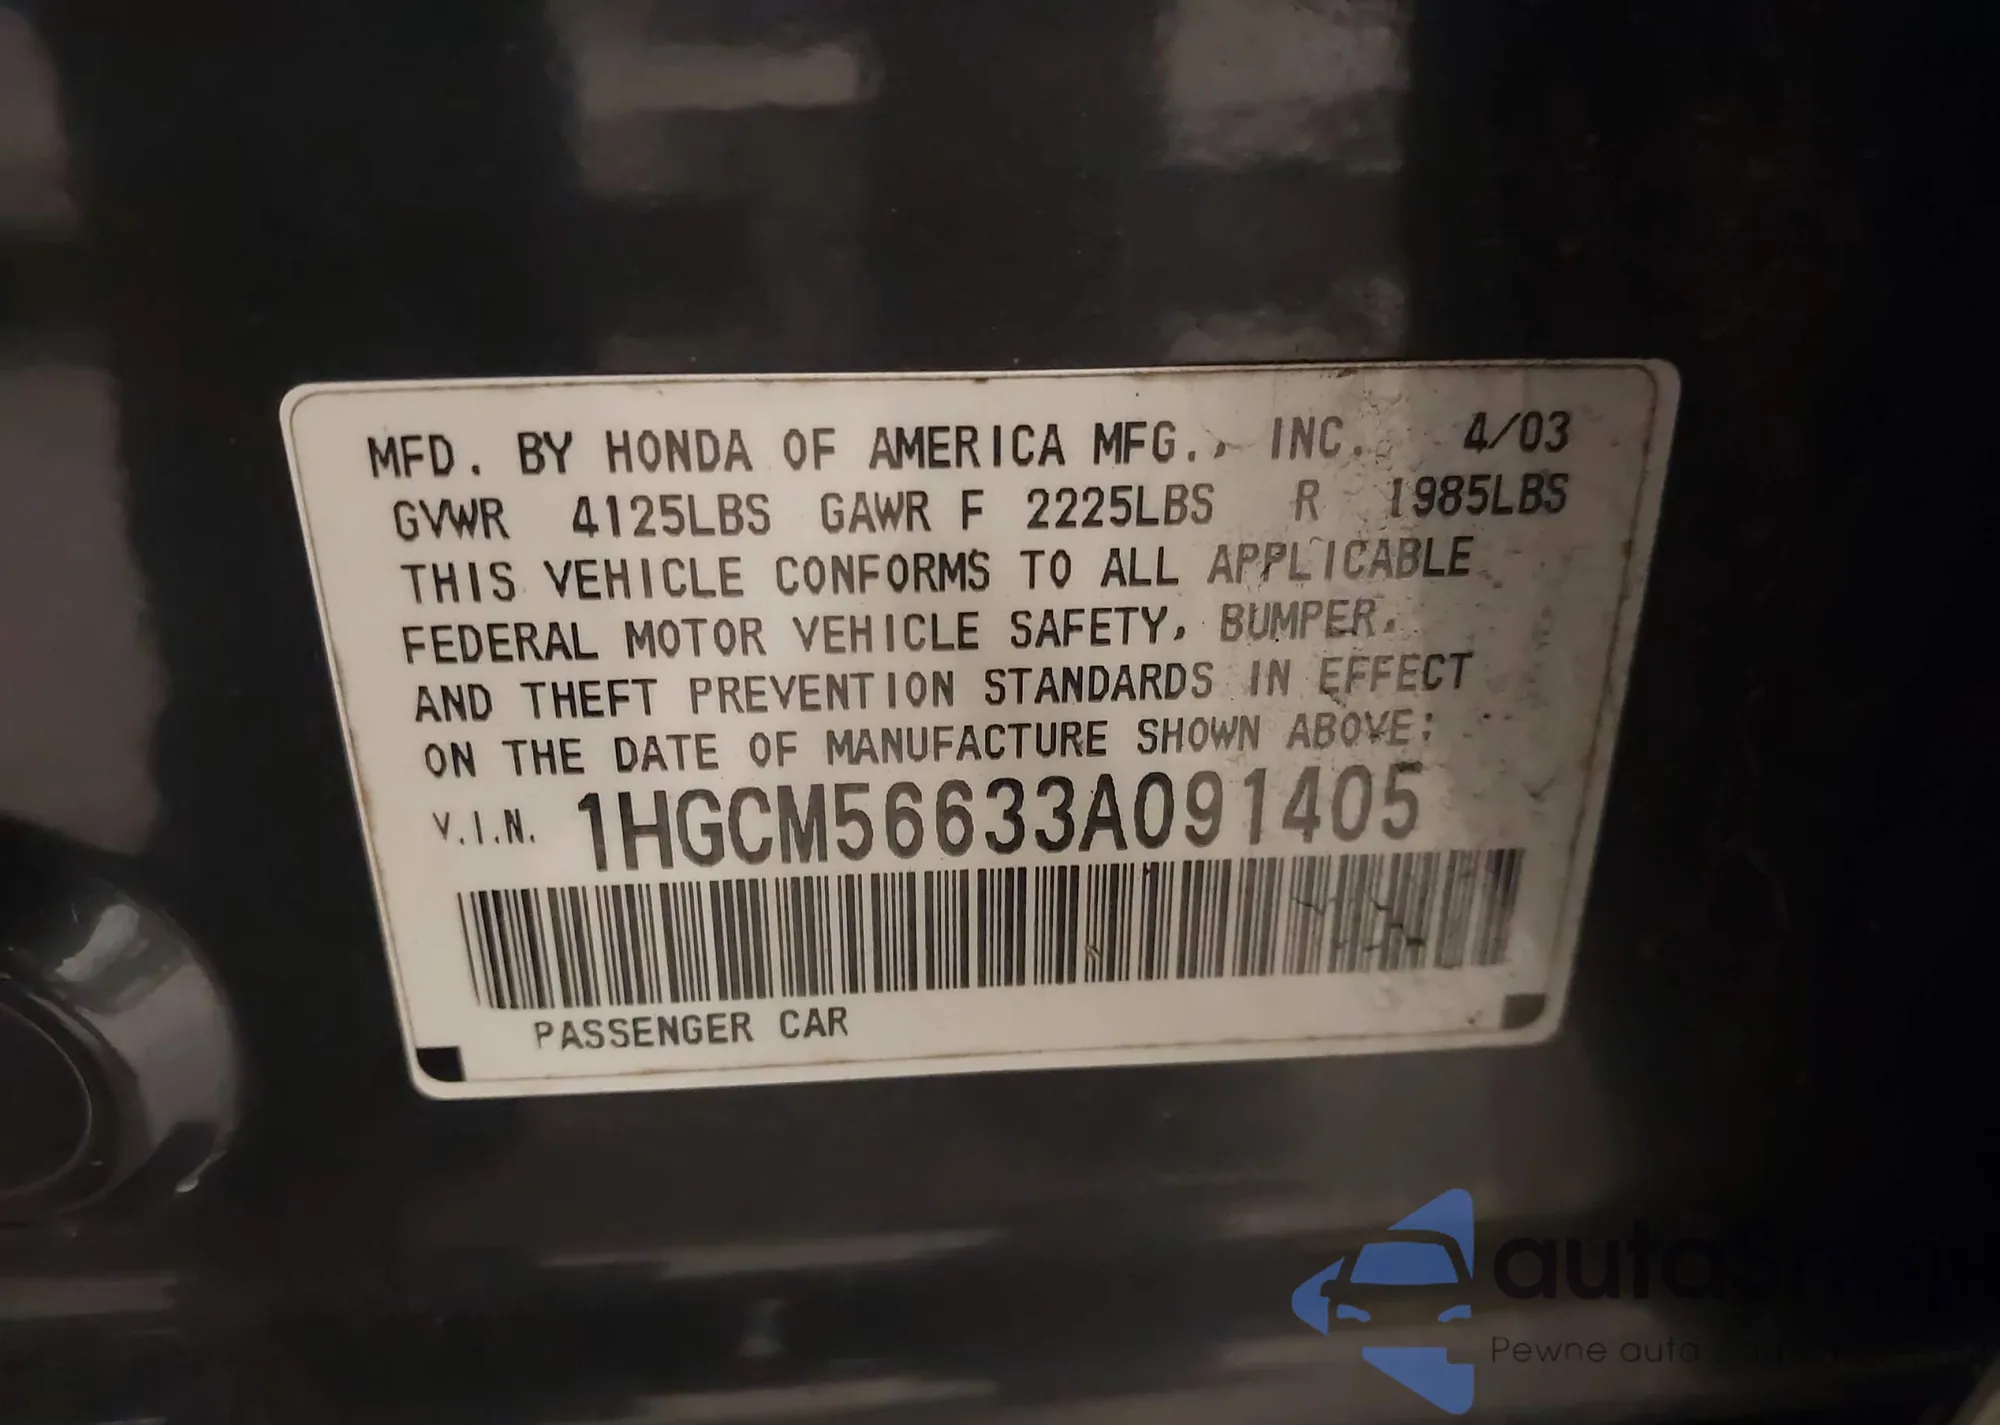 MFD. BY HONDA OF AMERICA MFG., INC. 4/03
GVWR 4125LBS GAWR F 2225LBS R 1985LBS
THIS VEHICLE CONFORMS TO ALL APPLICABLE
FEDERAL MOTOR VEHICLE SAFETY, BUMPER,
AND THEFT PREVENTION STANDARDS IN EFFECT
ON THE DATE OF MANUFACTURE SHOWN ABOVE:
V.I.N. 1HGCM56633A091405
PASSENGER CAR
Pewne auto